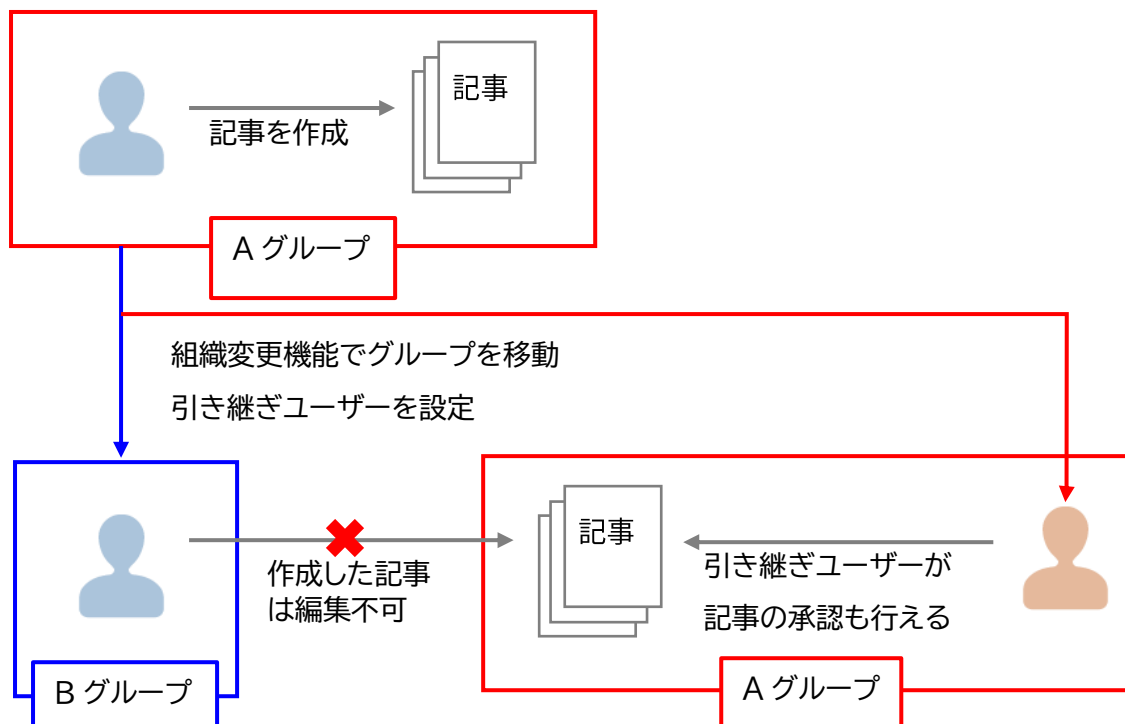 記事
記事を作成
A グループ
組織変更機能でグループを移動
引き継ぎユーザーを設定
記事
作成した記事
は編集不可
引き継ぎユーザーが
記事の承認も行える
B グループ
A グループ